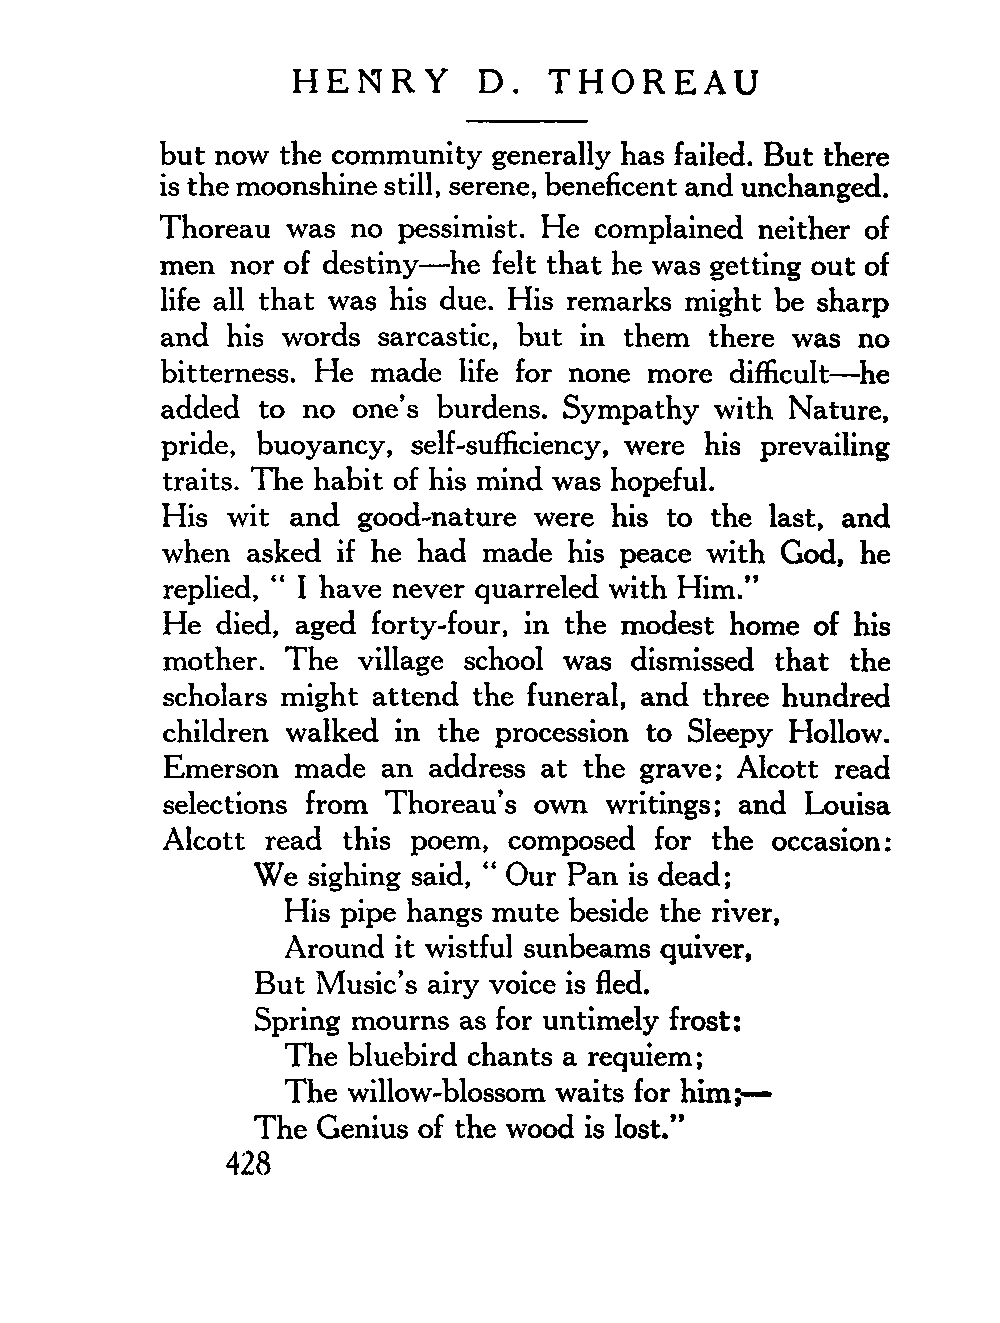 HENRY D. THOREAU
but now the community generally has failed. But there
is the moonshine still, serene, beneficent and unchanged.
Thoreau was no pessimist. He complained neither of
men nor of destiny—he felt that he was getting out of
life all that was his due. His remarks might be sharp
and his words sarcastic, but in them there was no
bitterness. He made life for none more difficult—he
added to no one's burdens. Sympathy with Nature,
pride, buoyancy, self-sufficiency, were his prevailing
traits. The habit of his mind was hopeful.
His wit and good-nature were his to the last, and
when asked if he had made his peace with God, he
replied, " I have never quarreled with Him."
He died, aged forty-four, in the modest home of his
mother. The village school was dismissed that the
scholars might attend the funeral, and three hundred
children walked in the procession to Sleepy Hollow.
Emerson made an address at the grave; Alcott read
selections from Thoreau's own writings; and Louisa
Alcott read this poem, composed for the occasion:
We sighing said, " Our Pan is dead;
His pipe hangs mute beside the river,
Around it wistful sunbeams quiver,
But Music's airy voice is fled.
Spring mourns as for untimely frost:
The bluebird chants a requiem;
The willow-blossom waits for him;—
The Genius of the wood is lost."
428